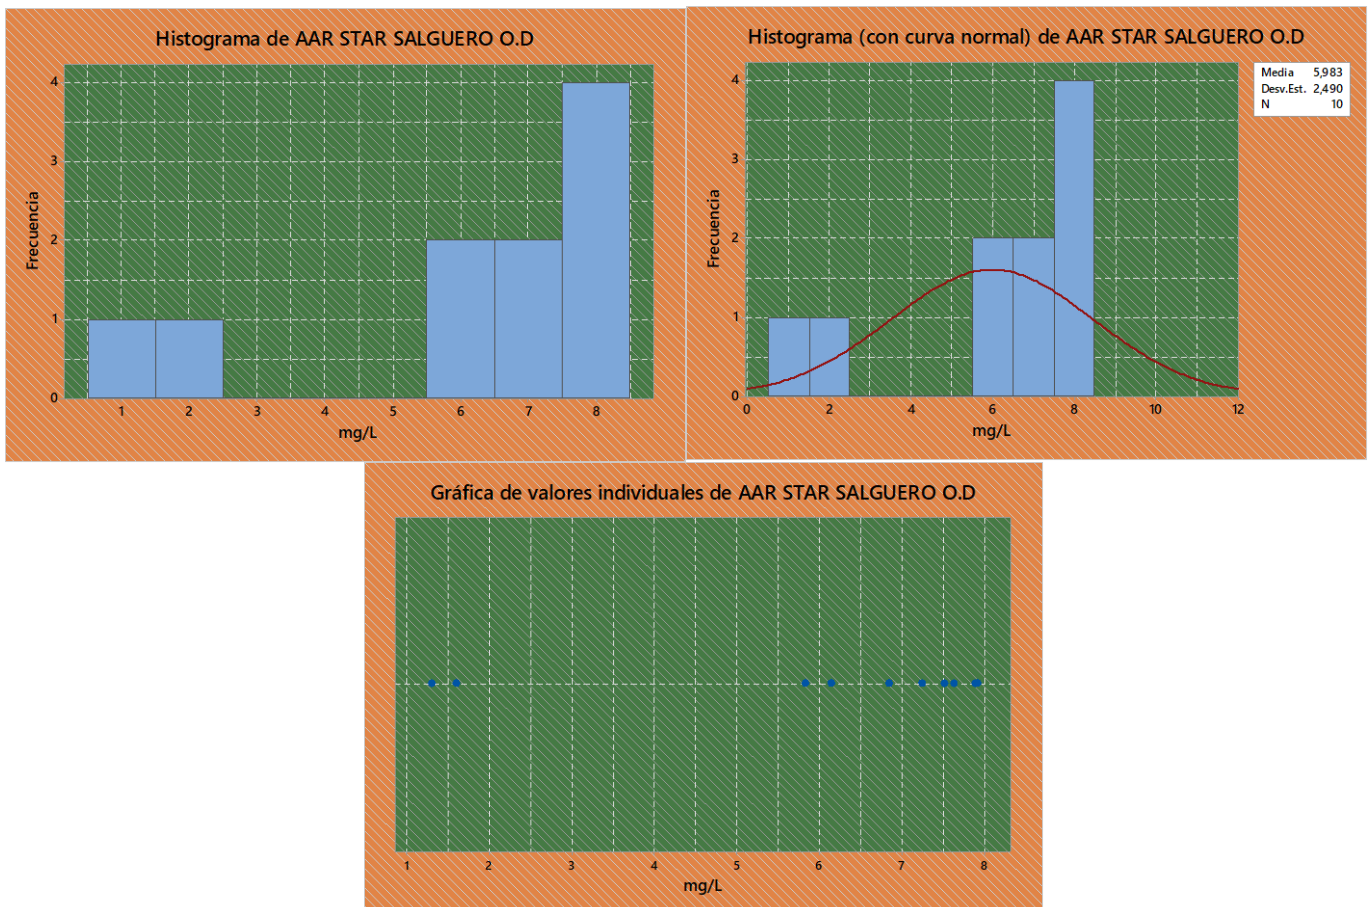 Histograma de AAR STAR SALGUERO O.D
Frecuencia
4
3
2
1
0
1 2 3 4 5 6 7 8
mg/L
Histograma (con curva normal) de AAR STAR SALGUERO O.D
Media 5,983
Desv.Est. 2,490
N 10
Frecuencia
4
3
2
1
0
0 2 4 6 8 10 12
mg/L
Gráfica de valores individuales de AAR STAR SALGUERO O.D
1 2 3 4 5 6 7 8
mg/L